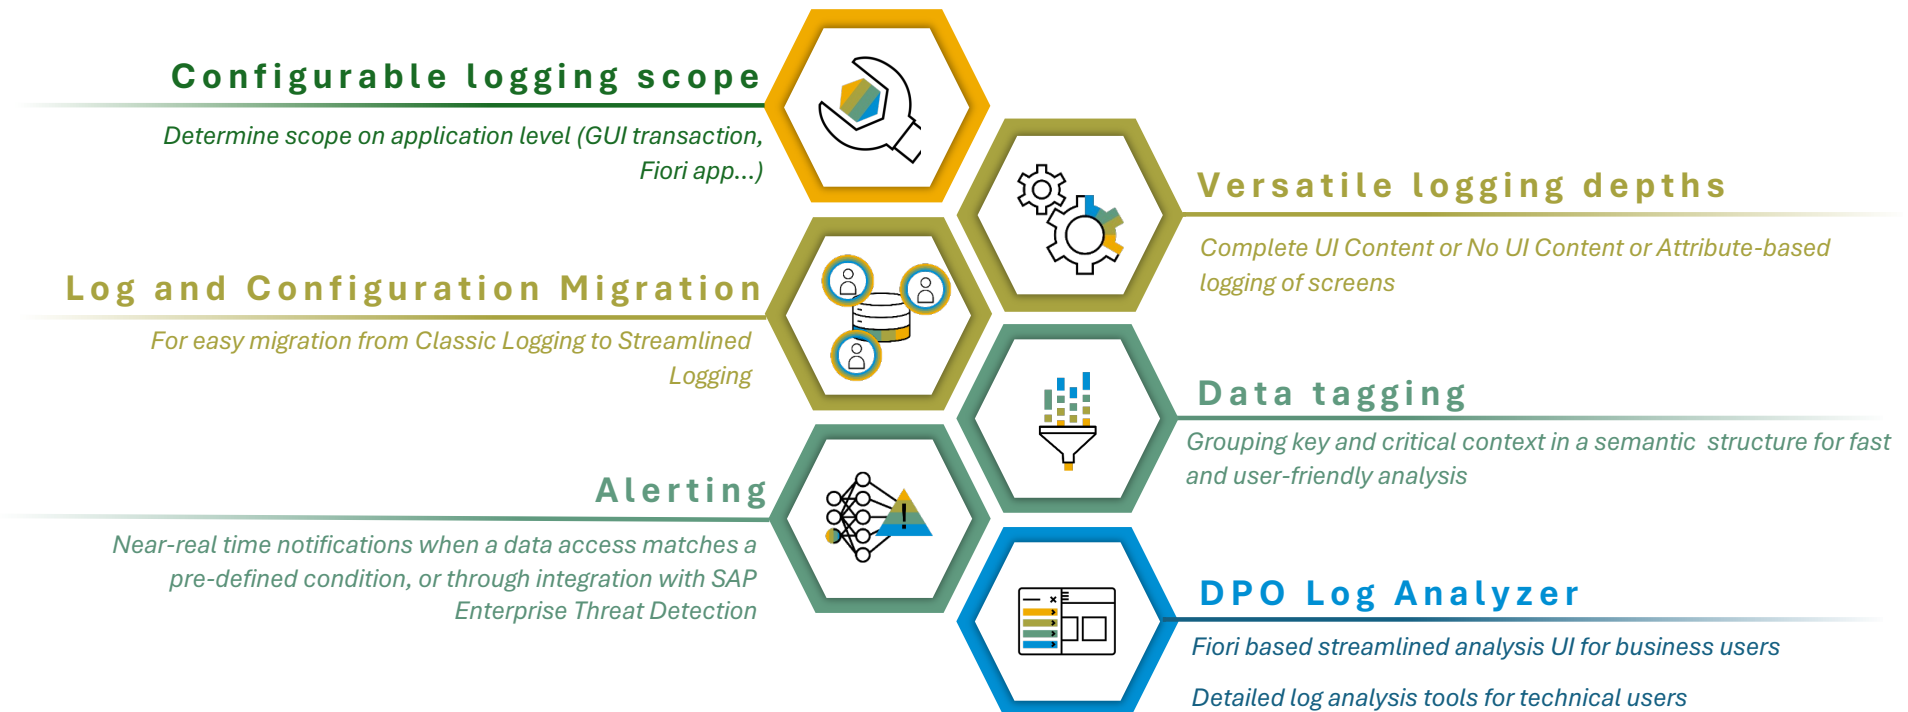 Configurable logging scope
Determine scope on application level (GUI transaction,
Fiori app...)
Versatile logging depths
Complete UI Content or No UI Content or Attribute-based
logging of screens
Log and Configuration Migration
For easy migration from Classic Logging to Streamlined
Logging
Data tagging
Grouping key and critical context in a semantic  structure for fast
and user-friendly analysis
Alerting
Near-real time notifications when a data access matches a
pre-defined condition, or through integration with SAP
Enterprise Threat Detection
DPO Log Analyzer
Fiori based streamlined analysis UI for business users
Detailed log analysis tools for technical users